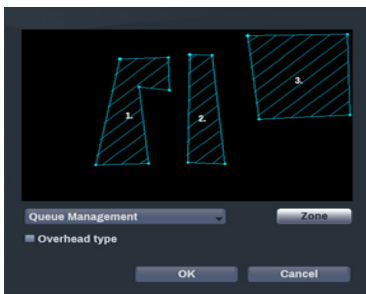 1.
2.
3.
Queue Management
Zone
Overhead type
OK
Cancel